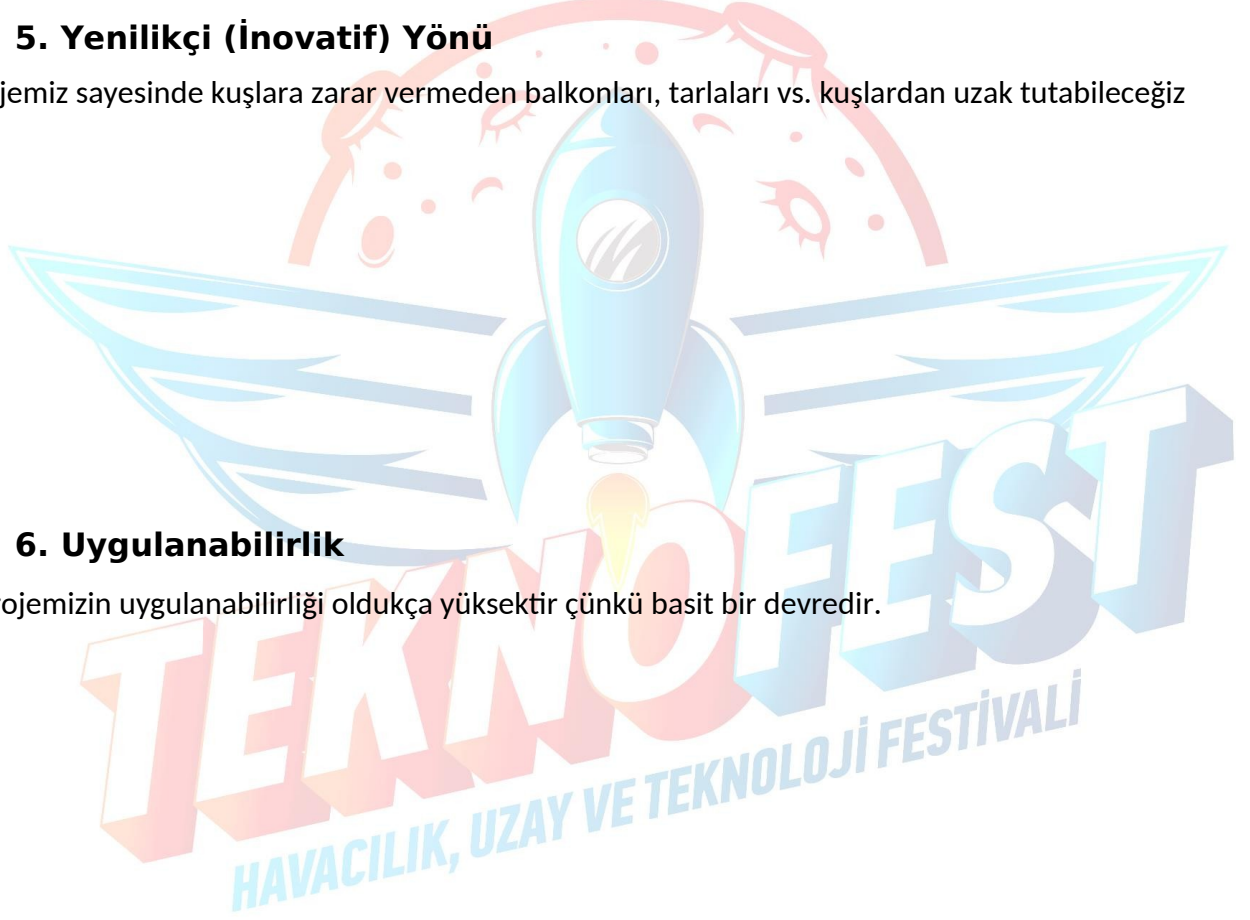 5. Yenilikçi (İnovatif) Yönü
jemiz sayesinde kuşlara zarar vermeden balkonları, tarlaları vs. kuşlardan uzak tutabileceğiz
6. Uygulanabilirlik
rojemizin uygulanabilirliği oldukça yüksektir çünkü basit bir devredir.
TEKNOFEST
HAVACILIK, UZAY VE TEKNOLOJİ FESTİVALİ